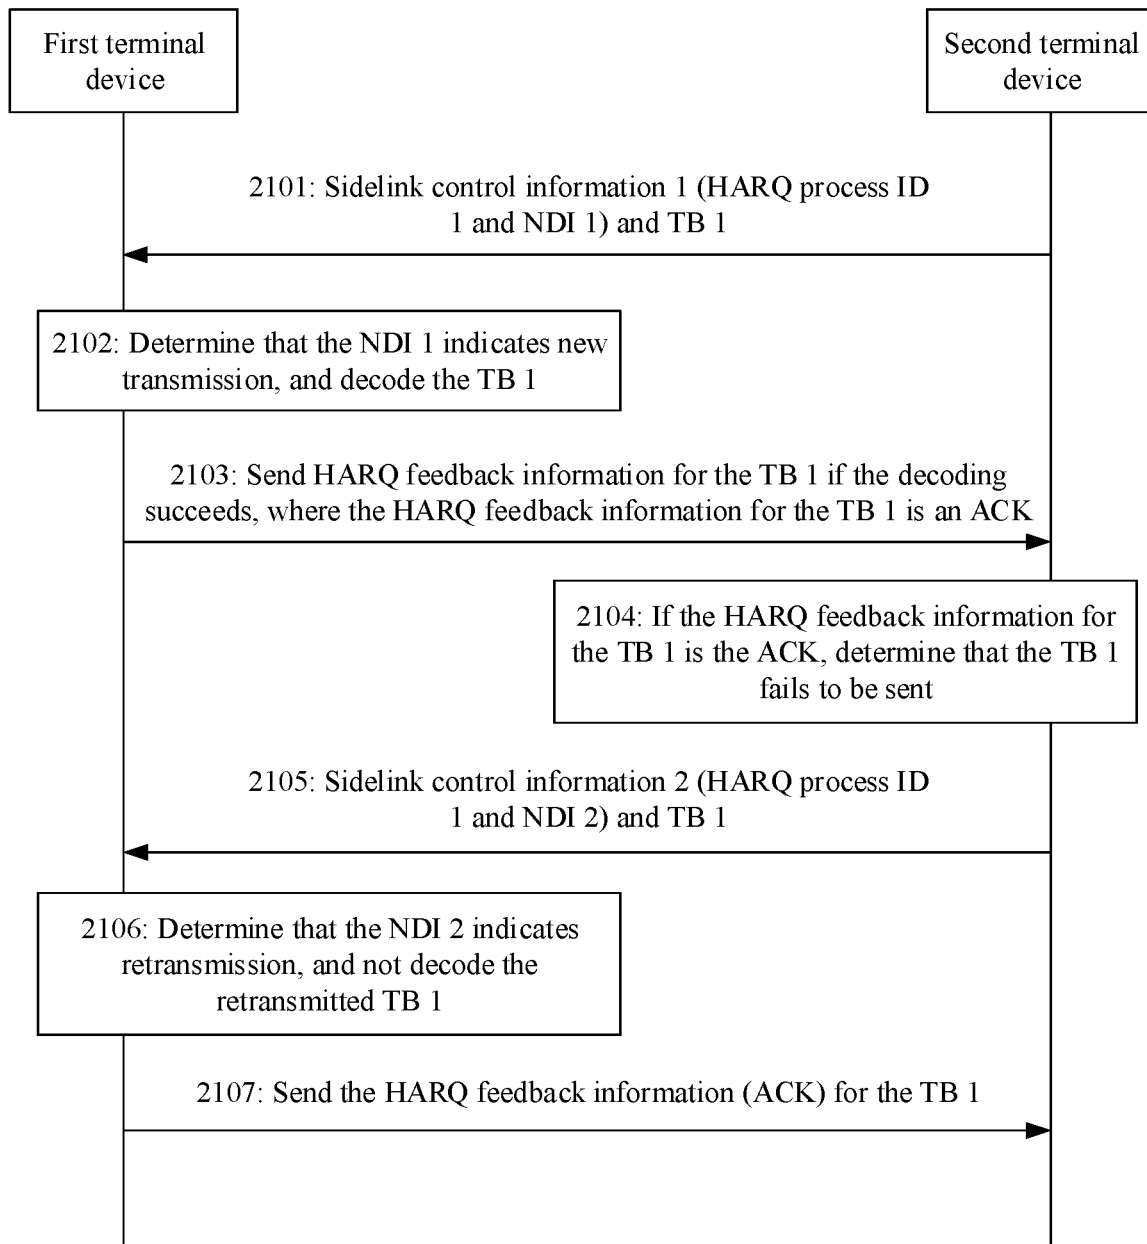 First terminal
device
Second terminal
device
2101: Sidelink control information 1 (HARQ process ID
1 and NDI 1) and TB 1
2102: Determine that the NDI 1 indicates new
transmission, and decode the TB 1
2103: Send HARQ feedback information for the TB 1 if the decoding
succeeds, where the HARQ feedback information for the TB 1 is an ACK
2104: If the HARQ feedback information for
the TB 1 is the ACK, determine that the TB 1
fails to be sent
2105: Sidelink control information 2 (HARQ process ID
1 and NDI 2) and TB 1
2106: Determine that the NDI 2 indicates
retransmission, and not decode the
retransmitted TB 1
2107: Send the HARQ feedback information (ACK) for the TB 1